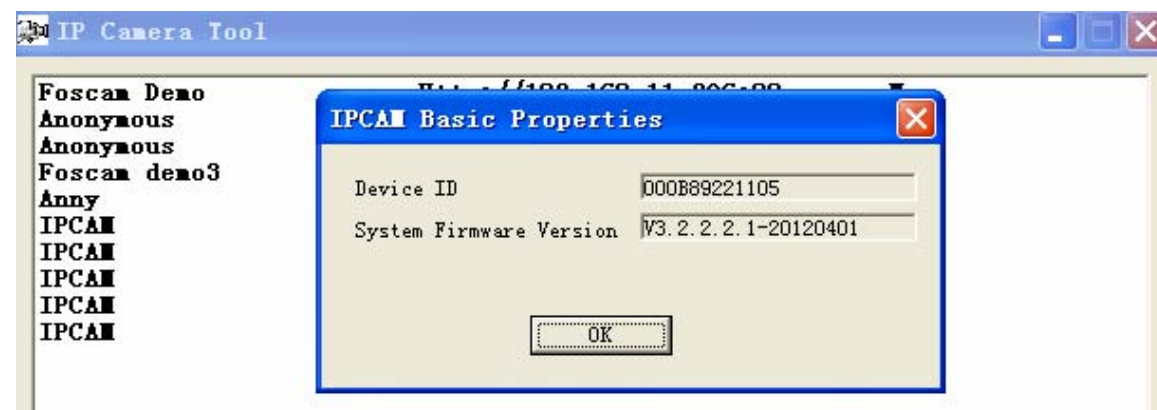 IP Camera Tool
Foscam Demo
Anonymous
Anonymous
Foscam demo3
Anny
IPCAM
IPCAM
IPCAM
IPCAM
IPCAM
IPCAM Basic Properties
Device ID 000B89221105
System Firmware Version V3.2.2.2.1-20120401
OK